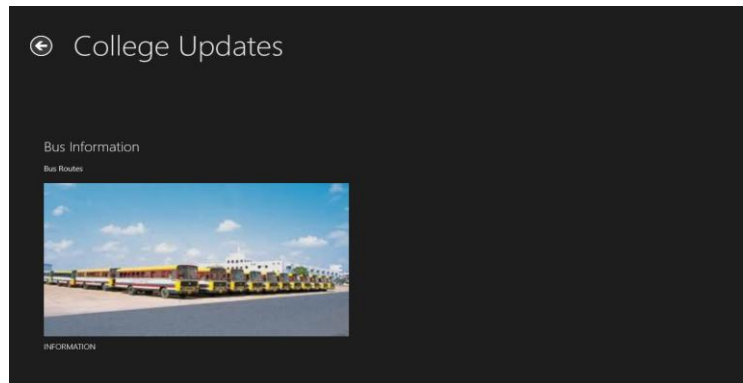 College Updates
Bus Information
Bus Routes
INFORMATION